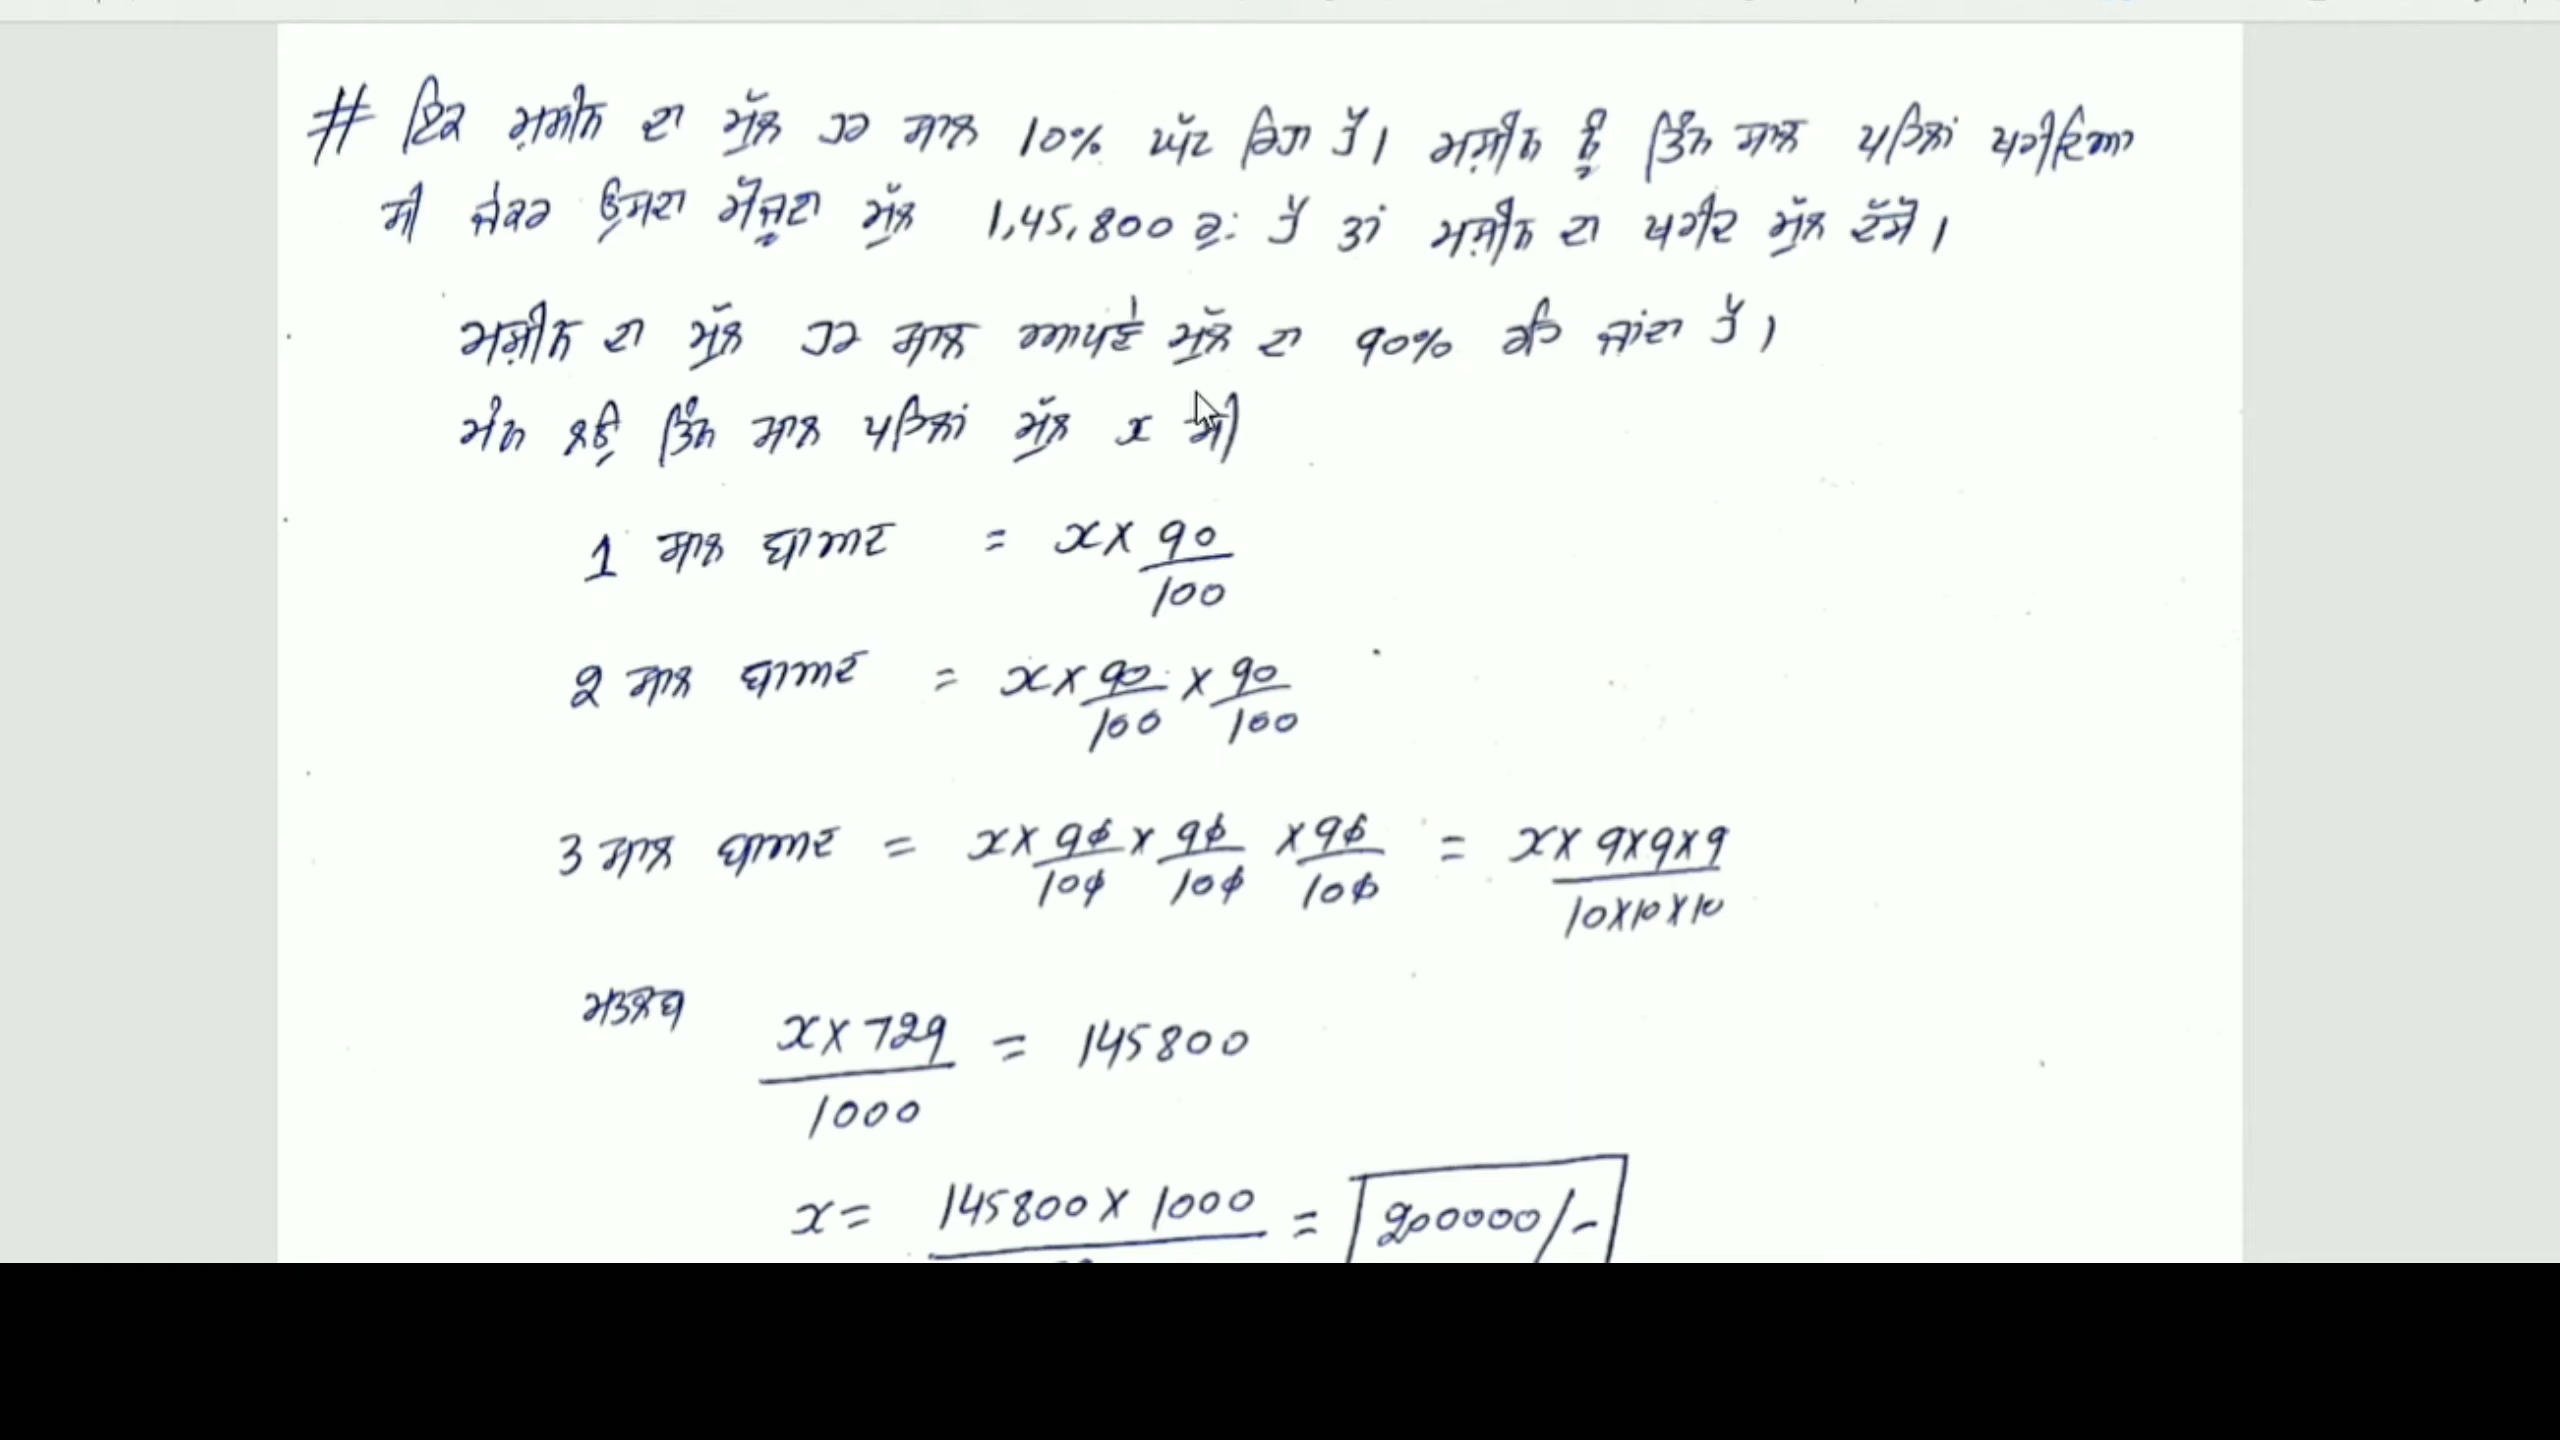 # ਇਕ ਮਸ਼ੀਨ ਦਾ ਮੁੱਲ ਹਰ ਸਾਲ 10% ਘੱਟ ਰਿਹਾ ਹੈ। ਮਸ਼ੀਨ ਨੂੰ ਤਿੰਨ ਸਾਲ ਪਹਿਲਾਂ ਖਰੀਦਿਆ
ਸੀ ਜੇਕਰ ਉਸਦਾ ਮੌਜੂਦਾ ਮੁੱਲ 1,45,800 ਰੁ: ਹੈ ਤਾਂ ਮਸ਼ੀਨ ਦਾ ਖਰੀਦ ਮੁੱਲ ਦੱਸੋ।
ਮਸ਼ੀਨ ਦਾ ਮੁੱਲ ਹਰ ਸਾਲ ਆਪਣੇ ਮੁੱਲ ਦਾ 90% ਰਹਿ ਜਾਂਦਾ ਹੈ।
ਮੰਨ ਲਓ ਤਿੰਨ ਸਾਲ ਪਹਿਲਾਂ ਮੁੱਲ x ਸੀ
1 ਸਾਲ ਬਾਅਦ = x × 90/100
2 ਸਾਲ ਬਾਅਦ = x × 90/100 × 90/100
3 ਸਾਲ ਬਾਅਦ = x × 90/100 × 90/100 × 90/100 = x × 9×9×9/10×10×10
ਮਤਲਬ
x × 729/1000 = 145800
x = 145800 × 1000 = 200000/-